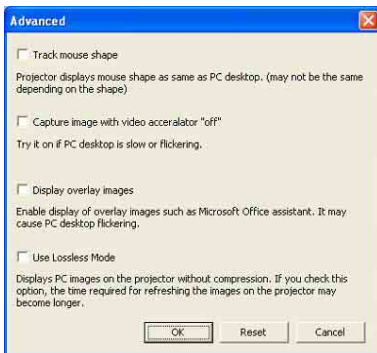 Advanced
Track mouse shape
Projector displays mouse shape as same as PC desktop. (may not be the same
depending on the shape)
Capture image with video acceralator "off"
Try it on if PC desktop is slow or flickering.
Display overlay images
Enable display of overlay images such as Microsoft Office assistant. It may
cause PC desktop flickering.
Use Lossless Mode
Displays PC images on the projector without compression. If you check this
option, the time required for refreshing the images on the projector may
become longer.
OK Reset Cancel